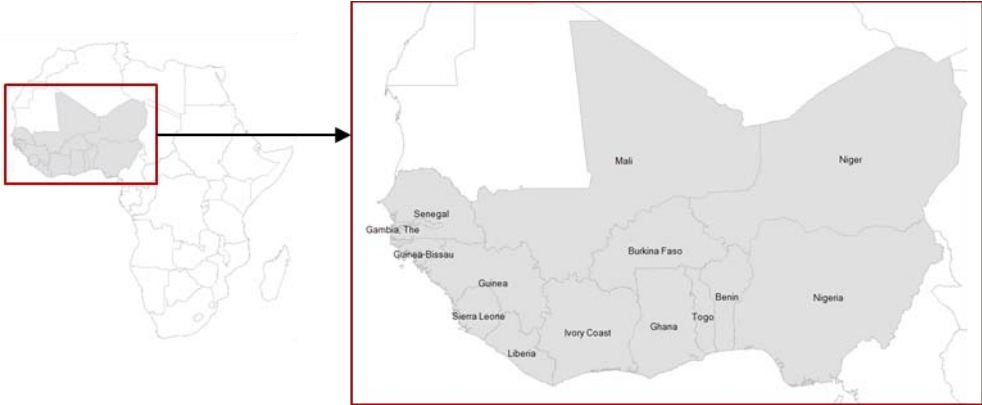 Mali
Niger
Senegal
Gambia, The
Burkina Faso
Guinea-Bissau
Guinea
Benin
Nigeria
Sierra Leone
Togo
Ghana
Ivory Coast
Liberia